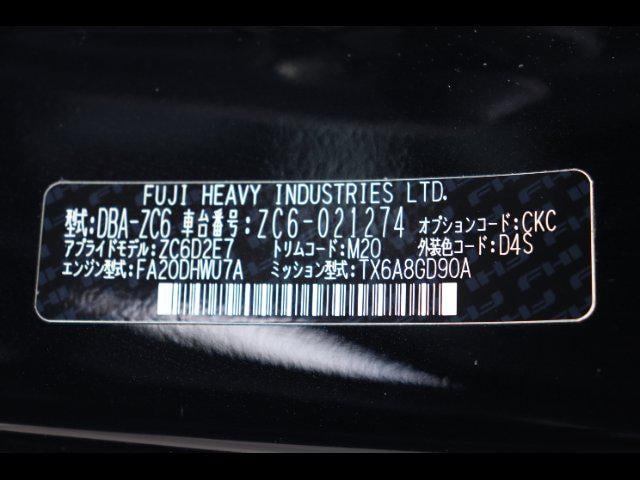 FUJI HEAVY INDUSTRIES LTD.
型式:DBA-ZC6 車台番号:ZC6-021274 オプションコード:CKC
アプライドモデル:ZC6D2E7 トリムコード:M20 外装色コード:D4S
エンジン型式:FA20DHWU7A ミッション型式:TX6A8GD90A